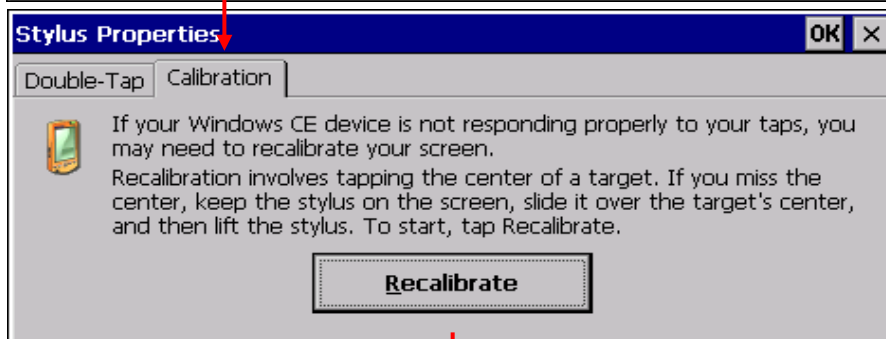 Stylus Properties OK ×
Double-Tap Calibration
If your Windows CE device is not responding properly to your taps, you
may need to recalibrate your screen.
Recalibration involves tapping the center of a target. If you miss the
center, keep the stylus on the screen, slide it over the target's center,
and then lift the stylus. To start, tap Recalibrate.
Recalibrate